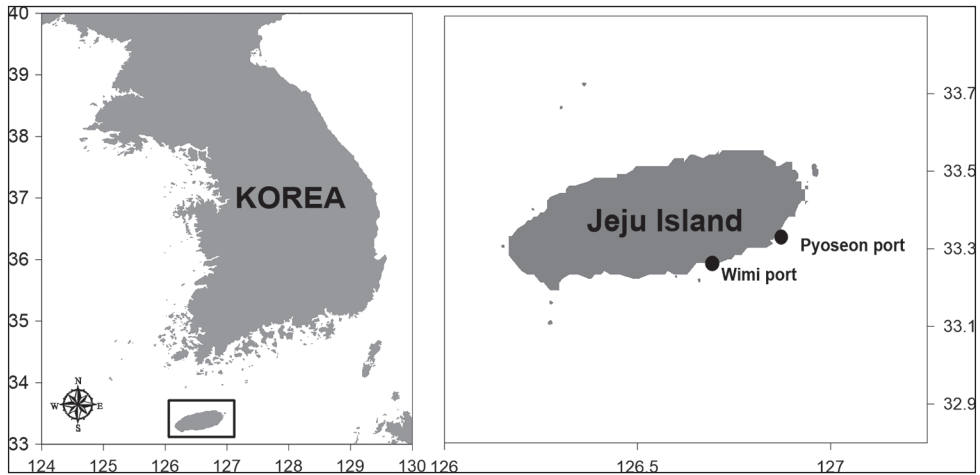 40
39
38
37
36
35
34
33
124
125
126
127
128
129
130
KOREA
N
W
E
S
33.7
33.5
33.3
33.1
32.9
126
126.5
127
Jeju Island
Pyoseon port
Wimi port